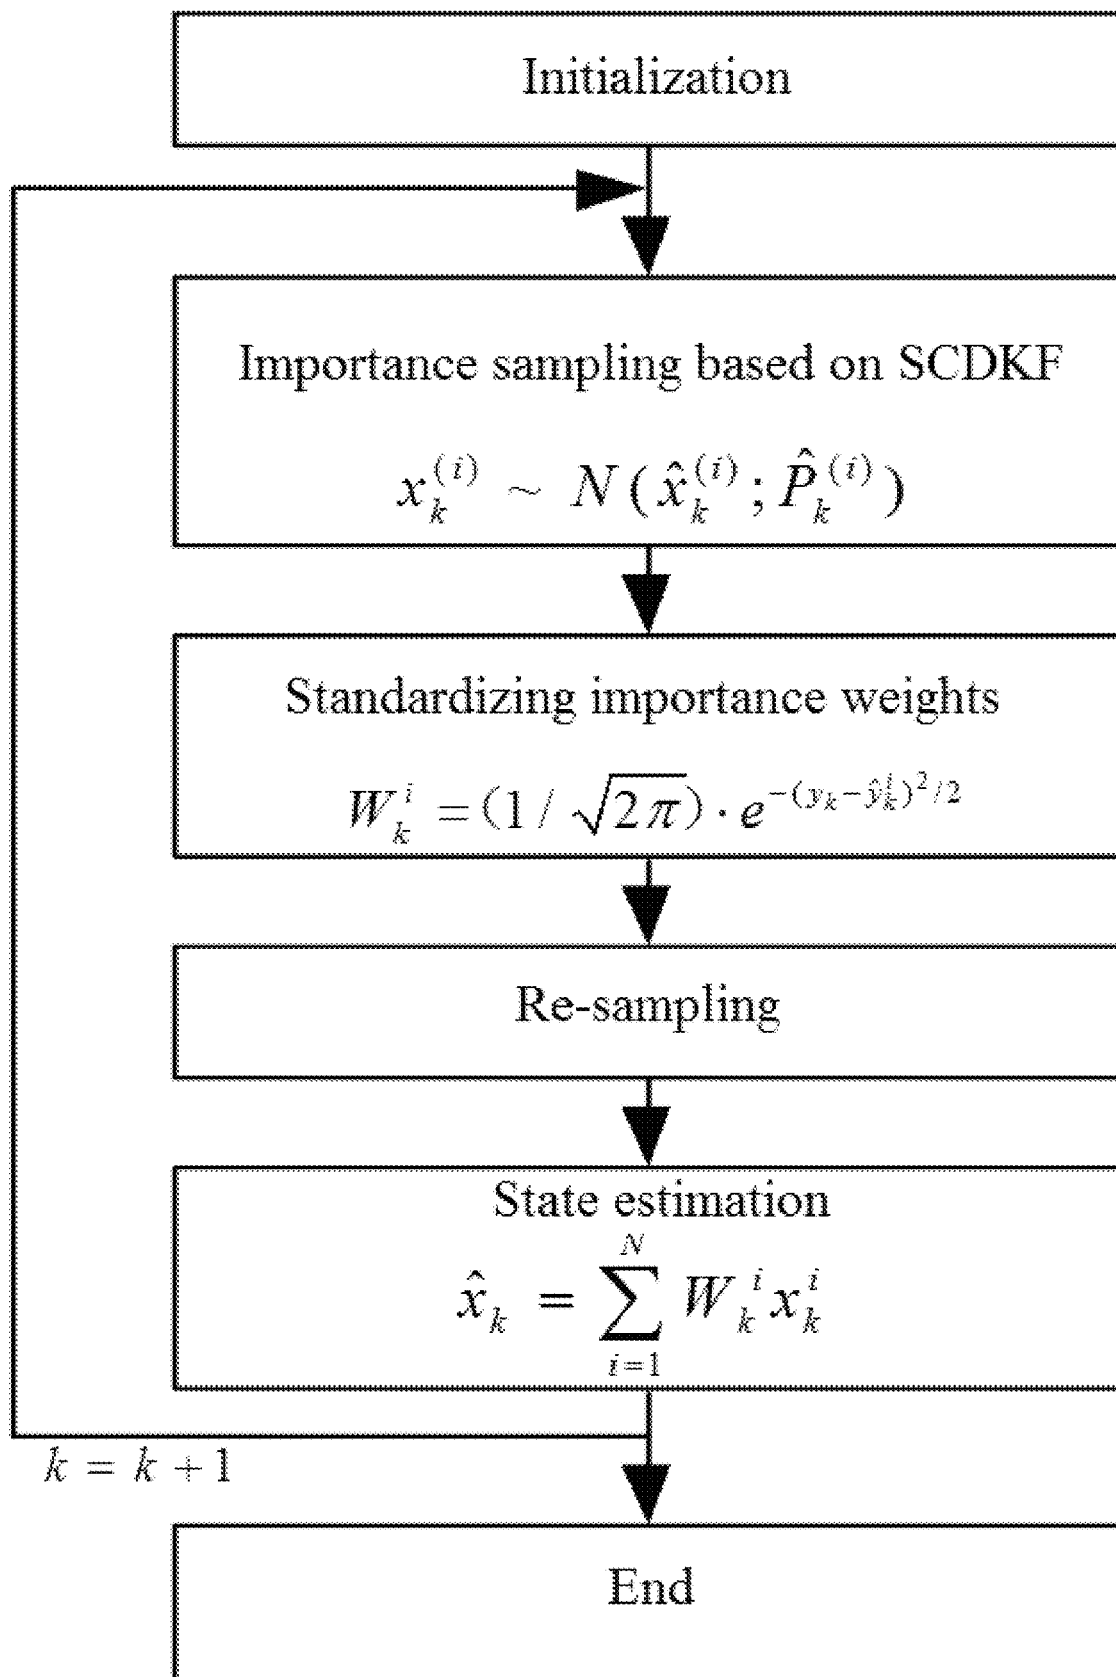 Initialization
Importance sampling based on SCDKF
x_k^{(i)} ~ N(x̂_k^{(i)}; P̂_k^{(i)})
Standardizing importance weights
W_k^i = (1/√(2π))·e^{-(y_k-ŷ_k^i)^2/2}
Re-sampling
State estimation
x̂_k = ∑_{i=1}^{N} W_k^i x_k^i
k = k + 1
End